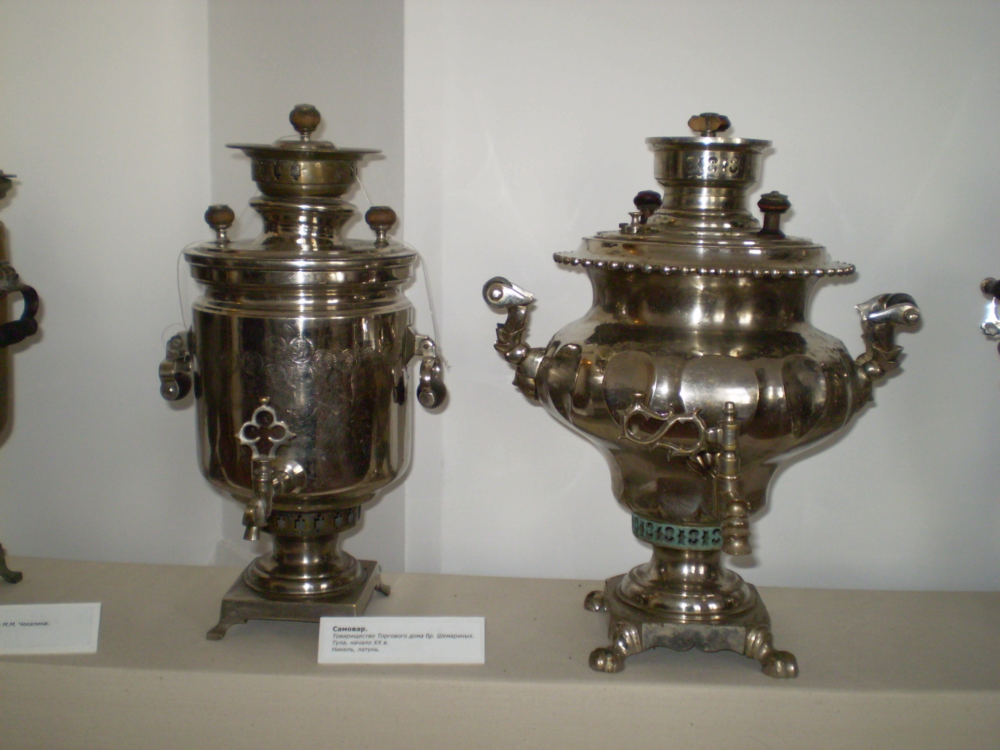 М.М. Чекалина.
Самовар.
Товарищество Торгового дома бр. Шемариных.
Тула, начало XX в.
Никель, латунь.